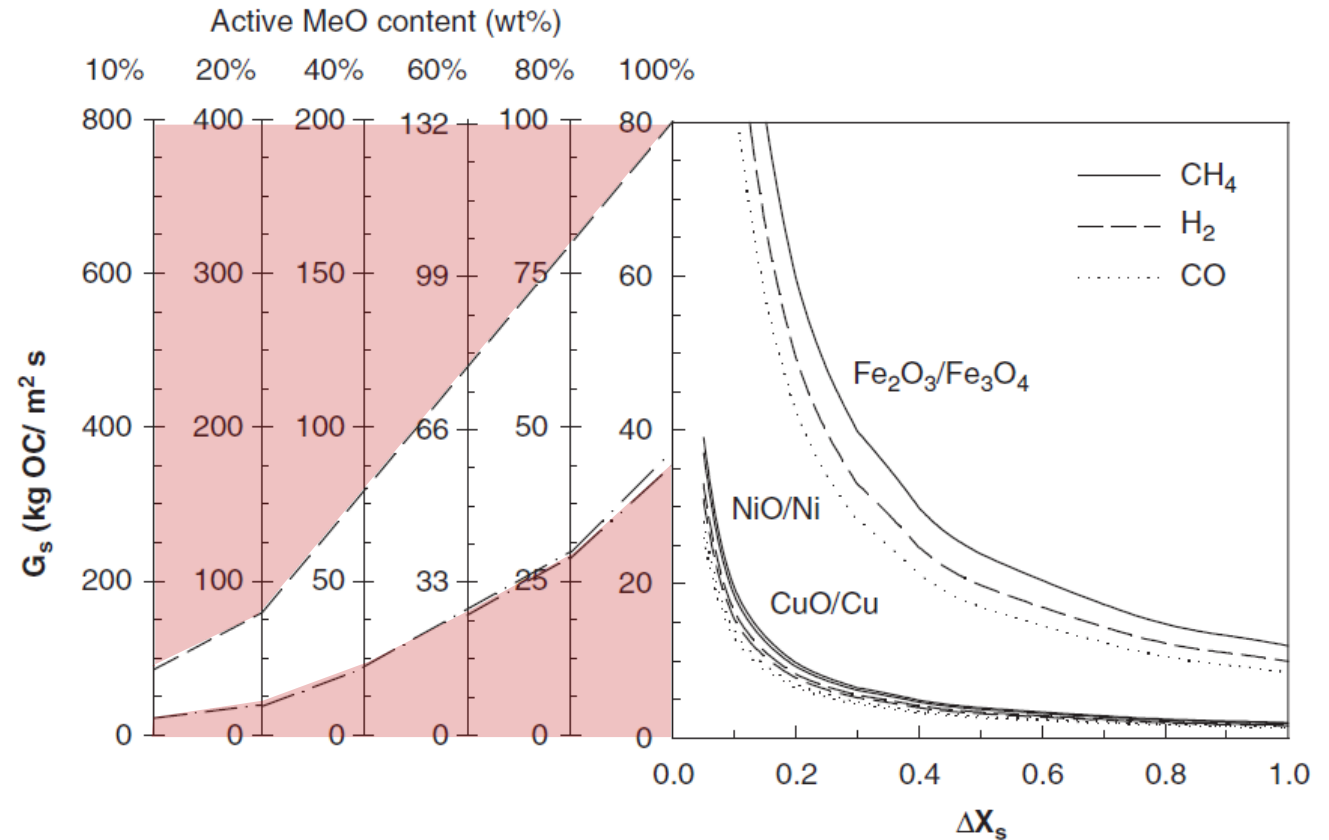 Active MeO content (wt%)
10% 20% 40% 60% 80% 100%
800 400 200 132 100 80
600 300 150 99 75 60
400 200 100 66 50 40
200 100 50 33 25 20
0 0 0 0 0 0
G_s (kg OC/ m² s
CH₄
H₂
CO
Fe₂O₃/Fe₃O₄
NiO/Ni
CuO/Cu
0.0 0.2 0.4 0.6 0.8 1.0
ΔX_s